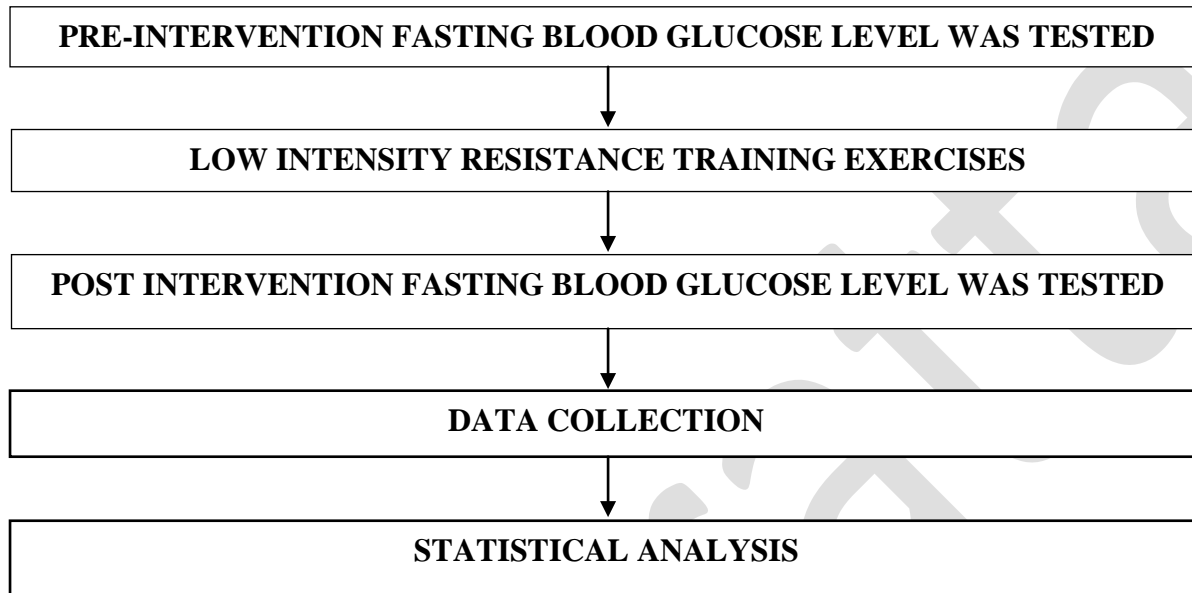 PRE-INTERVENTION FASTING BLOOD GLUCOSE LEVEL WAS TESTED
LOW INTENSITY RESISTANCE TRAINING EXERCISES
POST INTERVENTION FASTING BLOOD GLUCOSE LEVEL WAS TESTED
DATA COLLECTION
STATISTICAL ANALYSIS